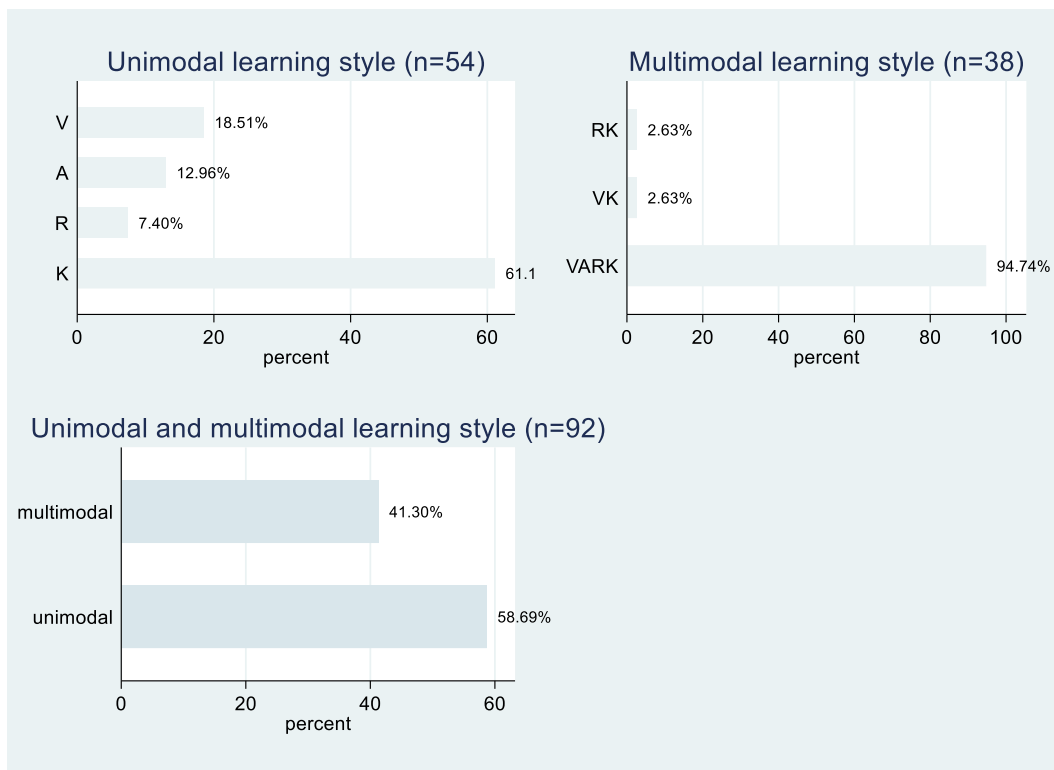 Unimodal learning style (n=54)
V
18.51%
A
12.96%
R
7.40%
K
61.1
0 20 40 60
percent
Multimodal learning style (n=38)
RK
2.63%
VK
2.63%
VARK
94.74%
0 20 40 60 80 100
percent
Unimodal and multimodal learning style (n=92)
multimodal
41.30%
unimodal
58.69%
0 20 40 60
percent